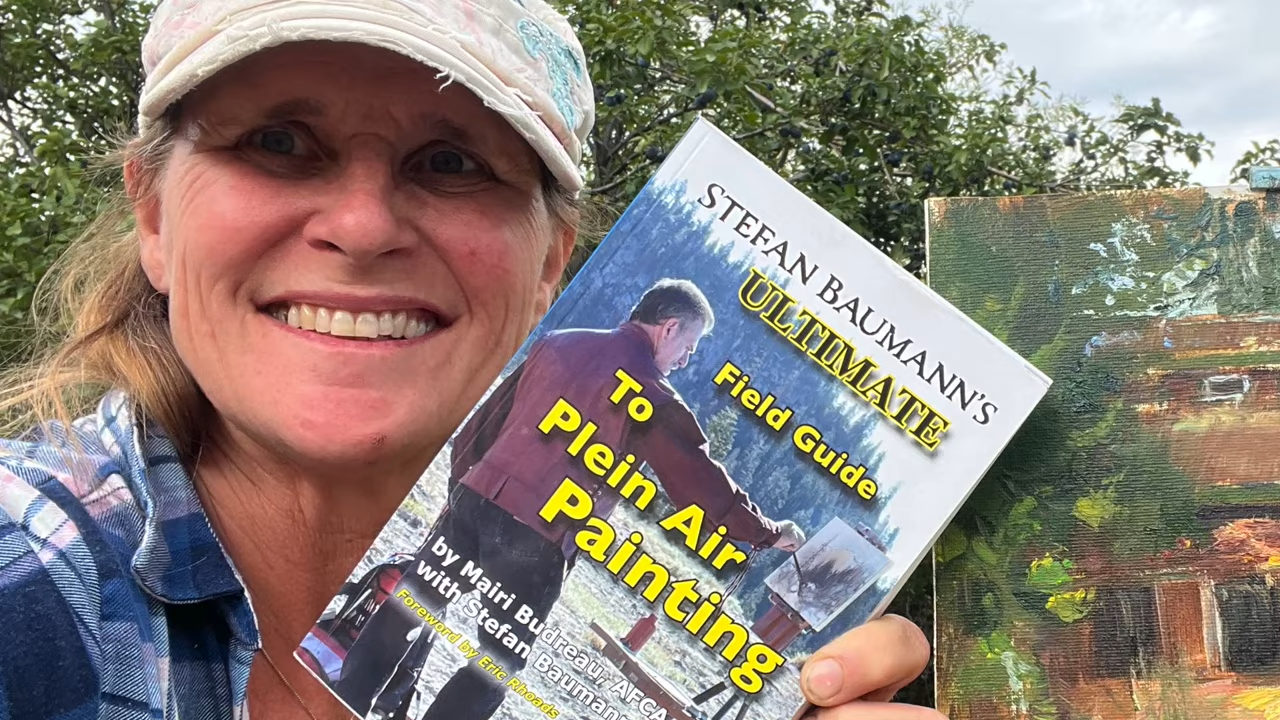 STEFAN BAUMANN'S
ULTIMATE
Field Guide
To
Plein Air
Painting
by Mairi Budreau, AFCA
with Stefan Baumann
Foreword by Eric Rhoads